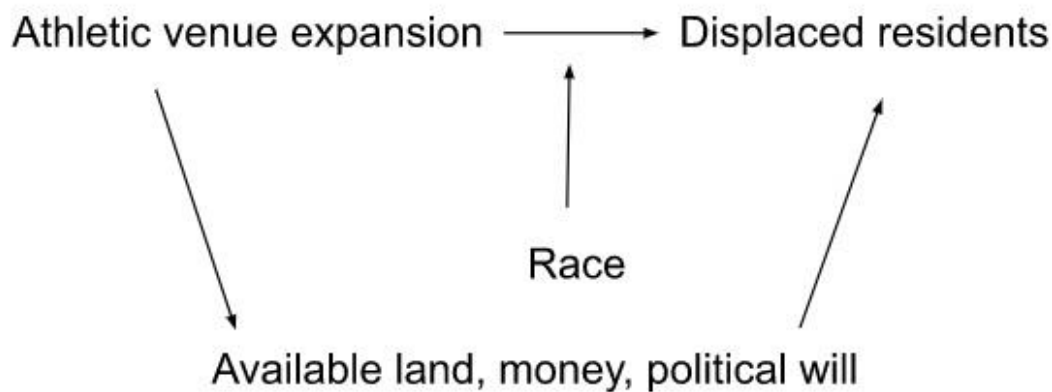 Athletic venue expansion
Displaced residents
Race
Available land, money, political will